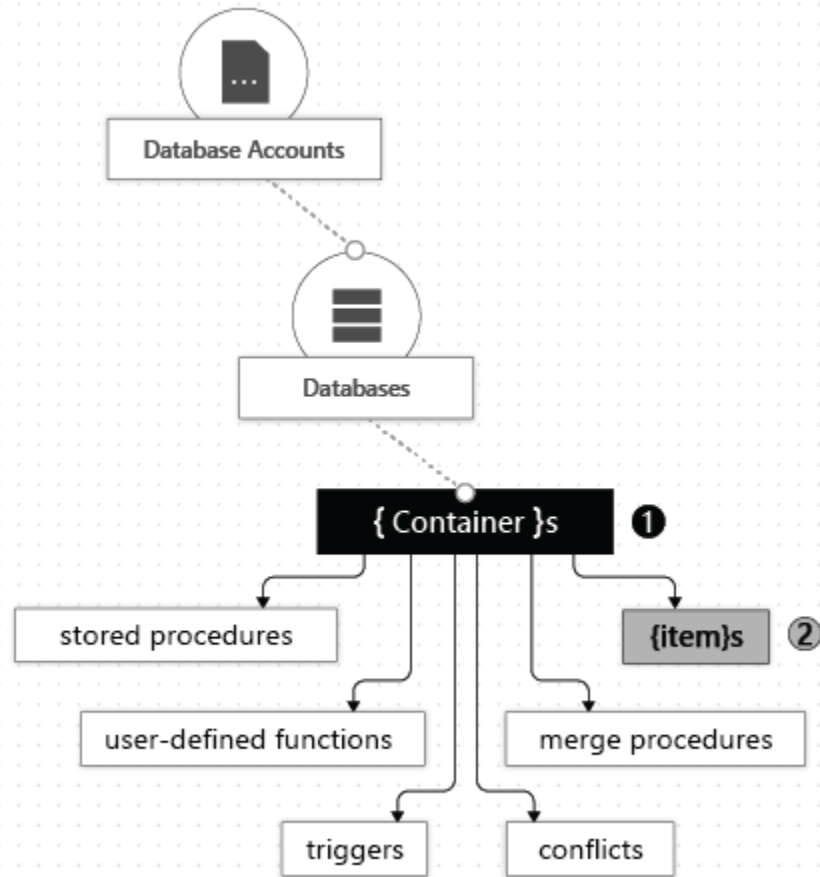 ...
Database Accounts
Databases
{ Container }s
1
stored procedures
{item}s
2
user-defined functions
merge procedures
triggers
conflicts